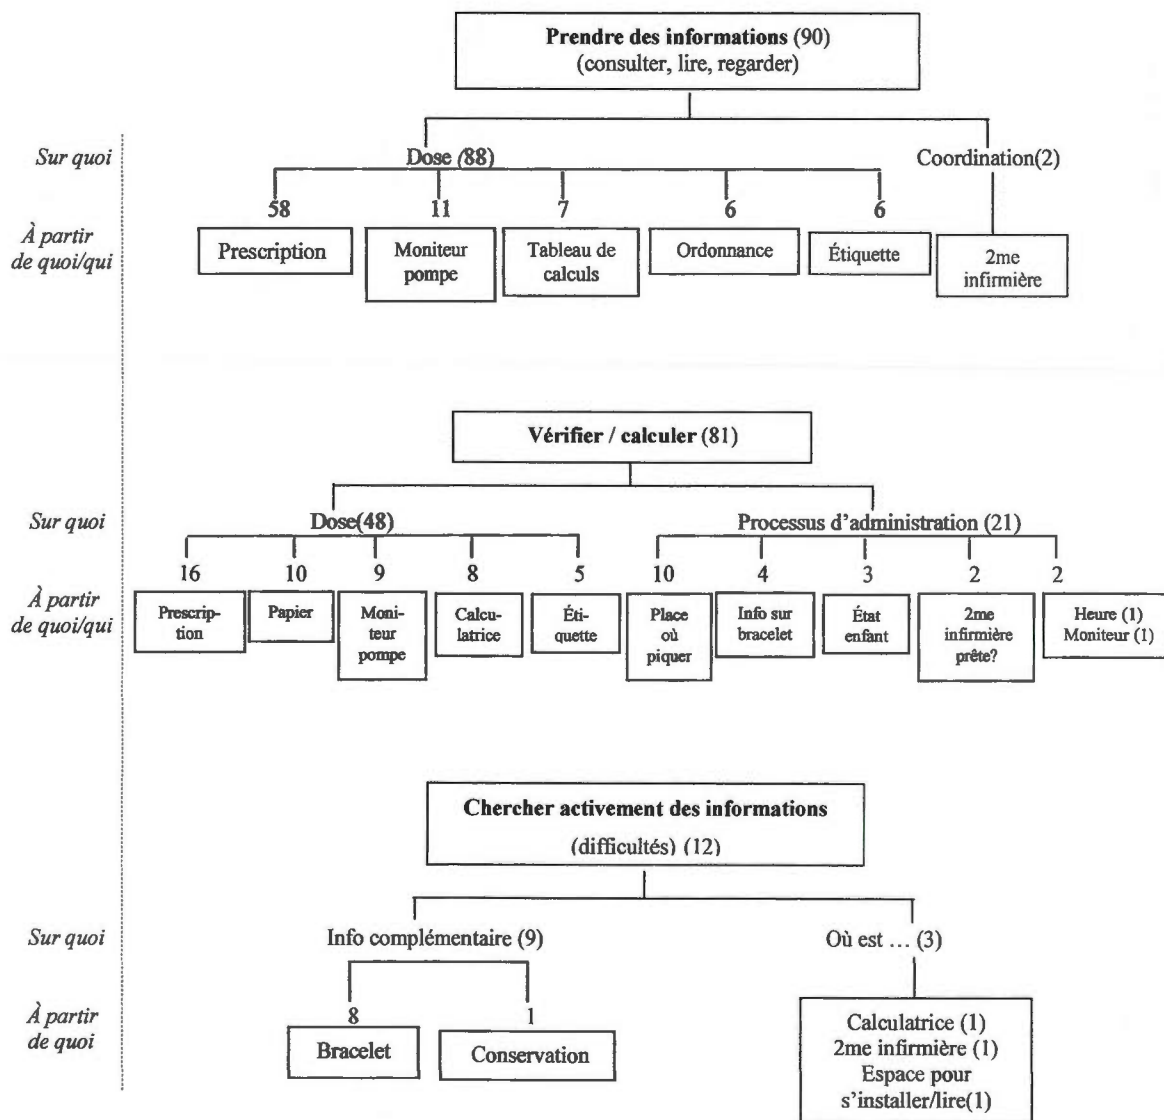 Prendre des informations (90)
(consulter, lire, regarder)
Sur quoi
Dose (88)
Coordination(2)
58
11
7
6
6
À partir
de quoi/qui
Prescription
Moniteur
pompe
Tableau de
calculs
Ordonnance
Étiquette
2me
infirmière
Vérifier / calculer (81)
Sur quoi
Dose(48)
Processus d'administration (21)
16
10
9
8
5
10
4
3
2
2
À partir
de quoi/qui
Prescrip-
tion
Papier
Moni-
teur
pompe
Calcu-
latrice
Éti-
quette
Place
où
piquer
Info sur
bracelet
État
enfant
2me
infirmière
prête?
Heure (1)
Moniteur (1)
Chercher activement des informations
(difficultés) (12)
Sur quoi
Info complémentaire (9)
Où est … (3)
À partir
de quoi
8
1
Bracelet
Conservation
Calculatrice (1)
2me infirmière (1)
Espace pour
s'installer/lire(1)